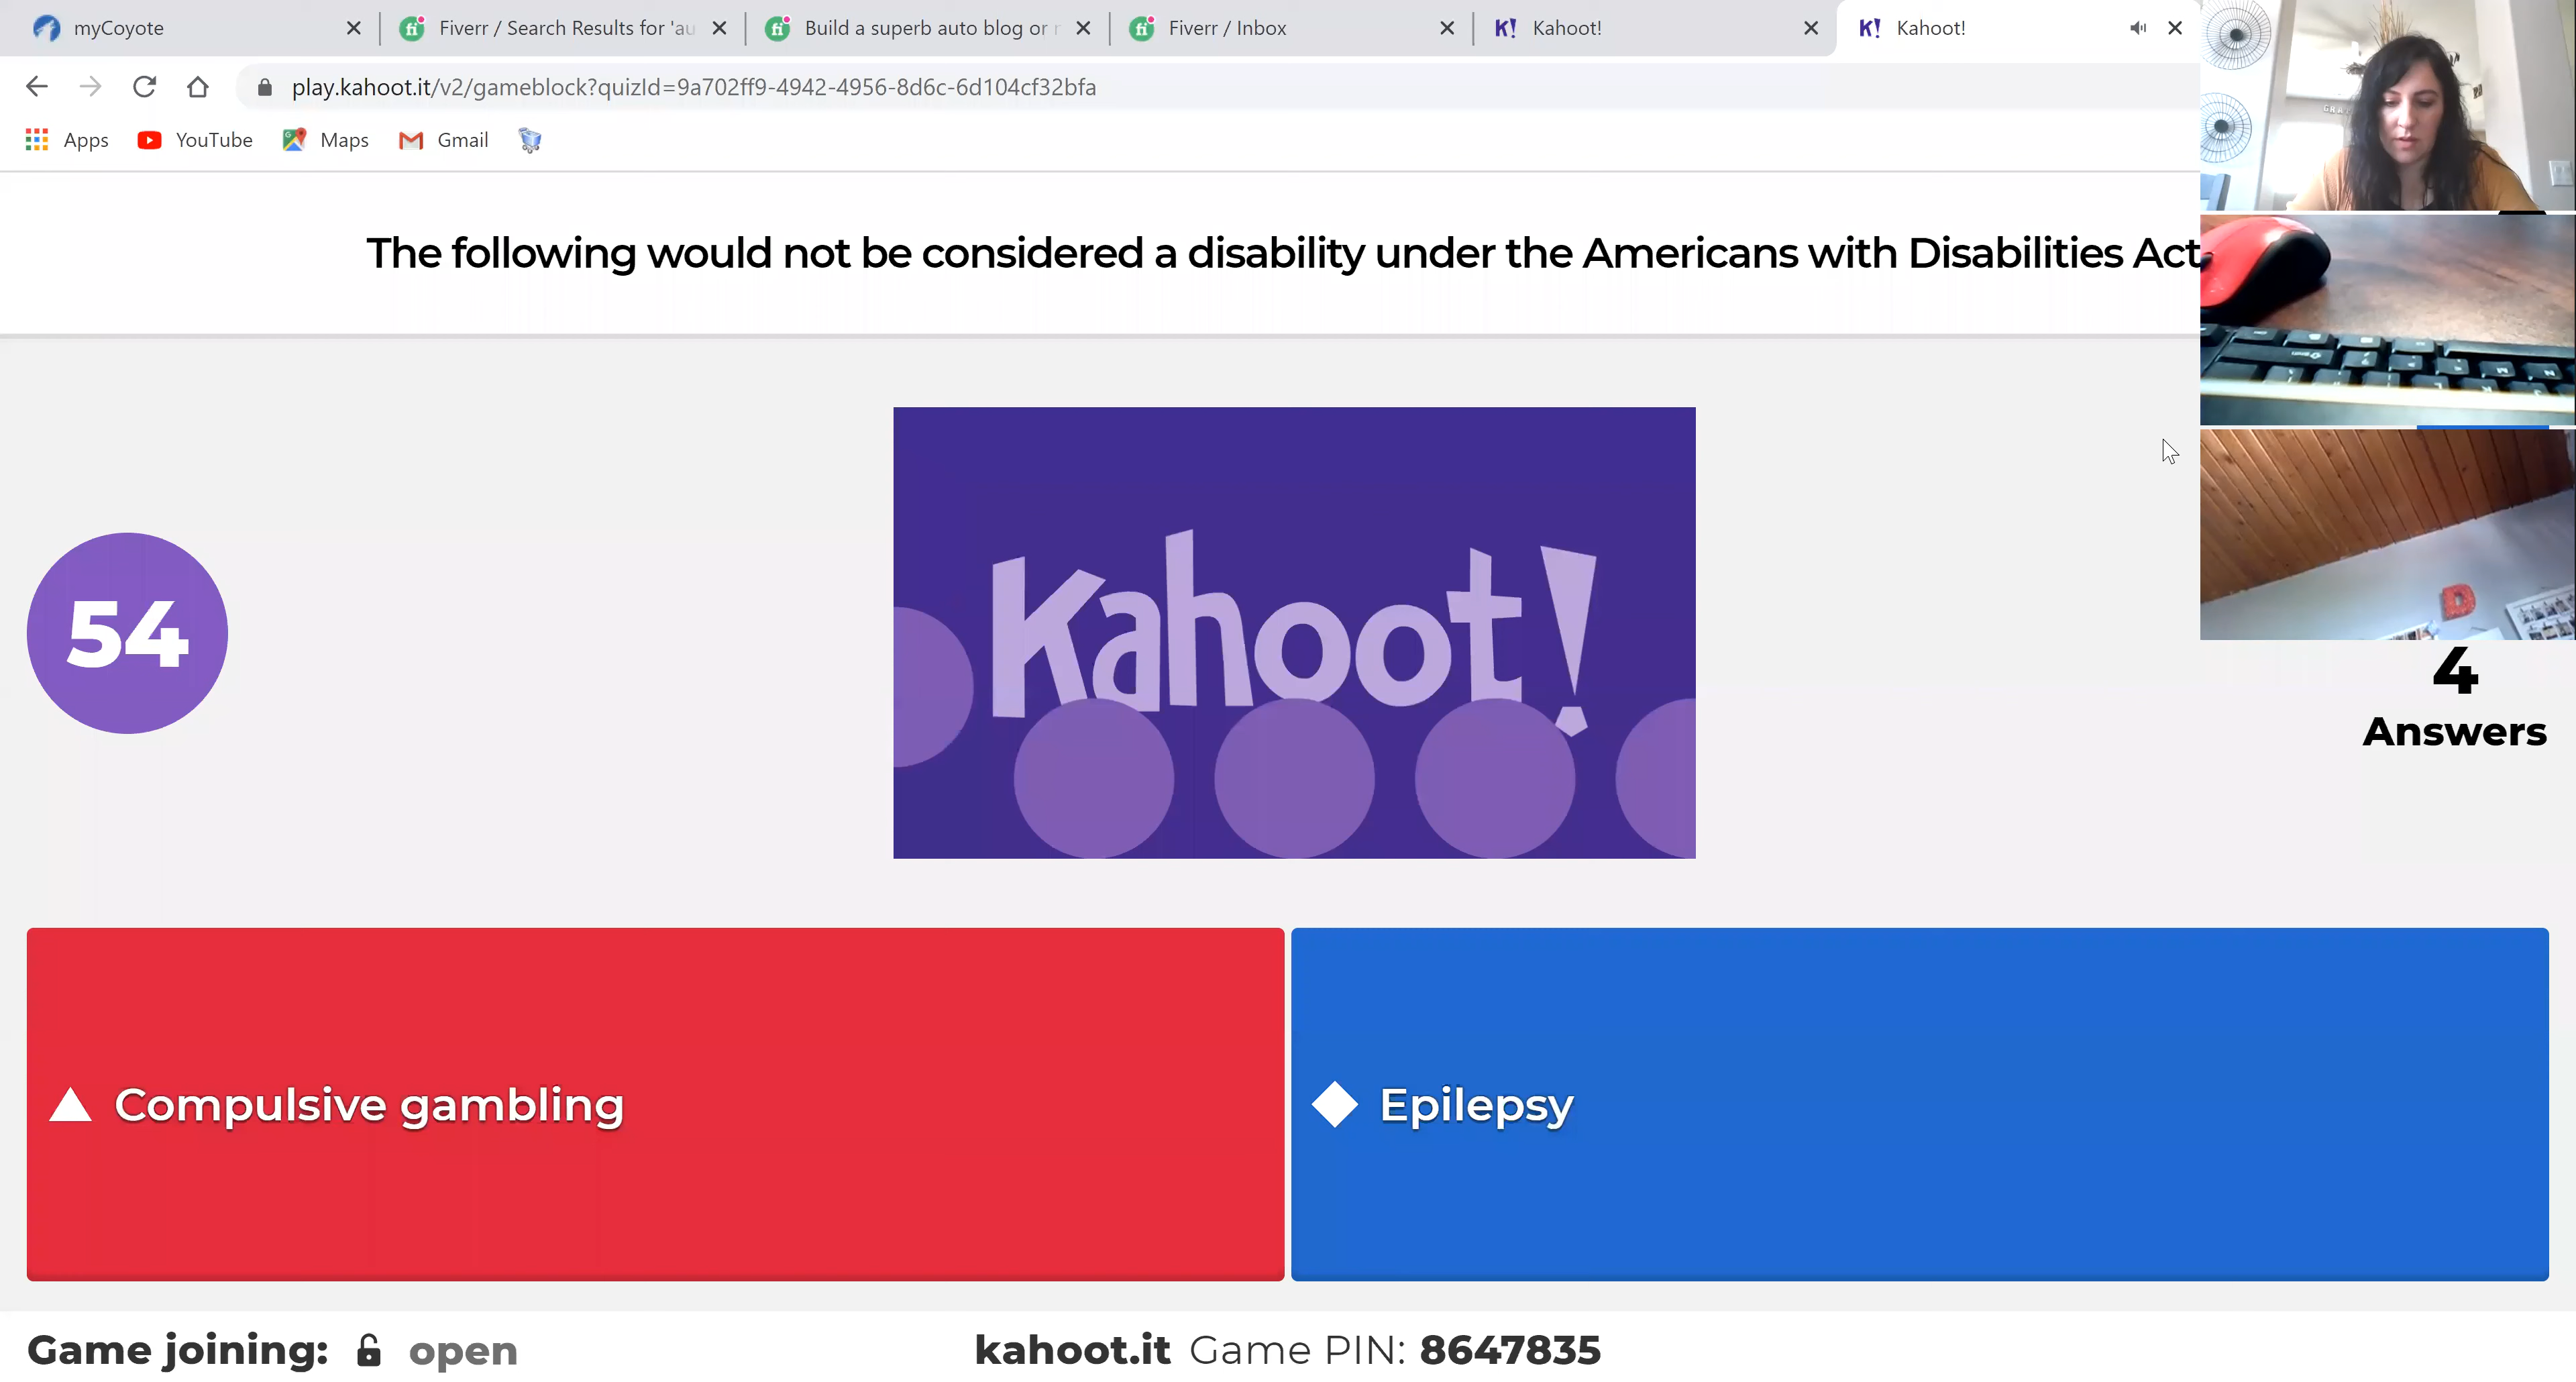 myCoyote
Fiverr / Search Results for 'au
Build a superb auto blog or
Fiverr / Inbox
Kahoot!
Kahoot!
play.kahoot.it/v2/gameblock?quizId=9a702ff9-4942-4956-8d6c-6d104cf32bfa
Apps
YouTube
Maps
Gmail
The following would not be considered a disability under the Americans with Disabilities Act
54
Kahoot!
D
4
Answers
Compulsive gambling
Epilepsy
Game joining: open
kahoot.it Game PIN: 8647835